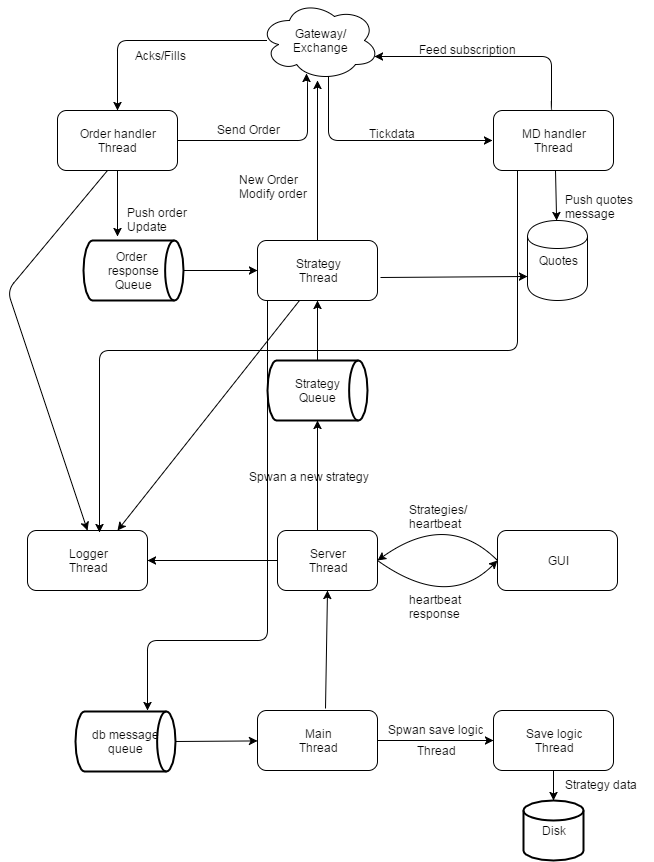 Gateway/
Exchange
Acks/Fills
Feed subscription
Order handler
Thread
Send Order
Tickdata
MD handler
Thread
New Order
Modify order
Push order
Update
Push quotes
message
Order
response
Queue
Strategy
Thread
Quotes
Strategy
Queue
Spwan a new strategy
Strategies/
heartbeat
Logger
Thread
Server
Thread
GUI
heartbeat
response
db message
queue
Main
Thread
Spwan save logic
Thread
Save logic
Thread
Strategy data
Disk